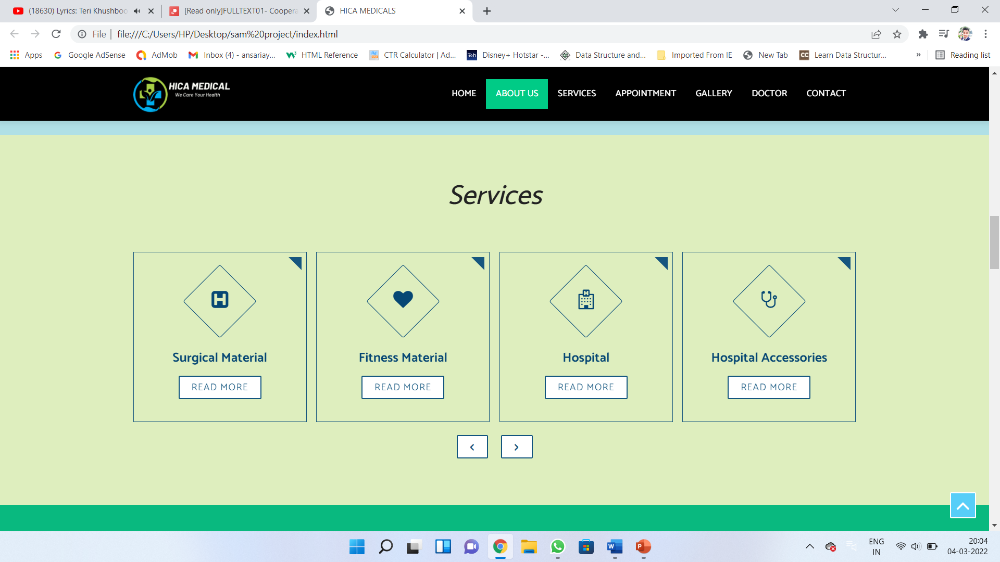 (18630) Lyrics: Teri Khushboo
[Read only]FULLTEXT01- Coopera
HICA MEDICALS
File
file:///C:/Users/HP/Desktop/sam%20project/index.html
Apps
Google AdSense
AdMob
Inbox (4) - ansariay...
HTML Reference
CTR Calculator | Ad...
Disney+ Hotstar -...
Data Structure and...
Imported From IE
New Tab
Learn Data Structur...
»
Reading list
HICA MEDICAL
We Care Your Health
HOME
ABOUT US
SERVICES
APPOINTMENT
GALLERY
DOCTOR
CONTACT
Services
Surgical Material
READ MORE
Fitness Material
READ MORE
Hospital
READ MORE
Hospital Accessories
READ MORE
ENG
IN
20:04
04-03-2022